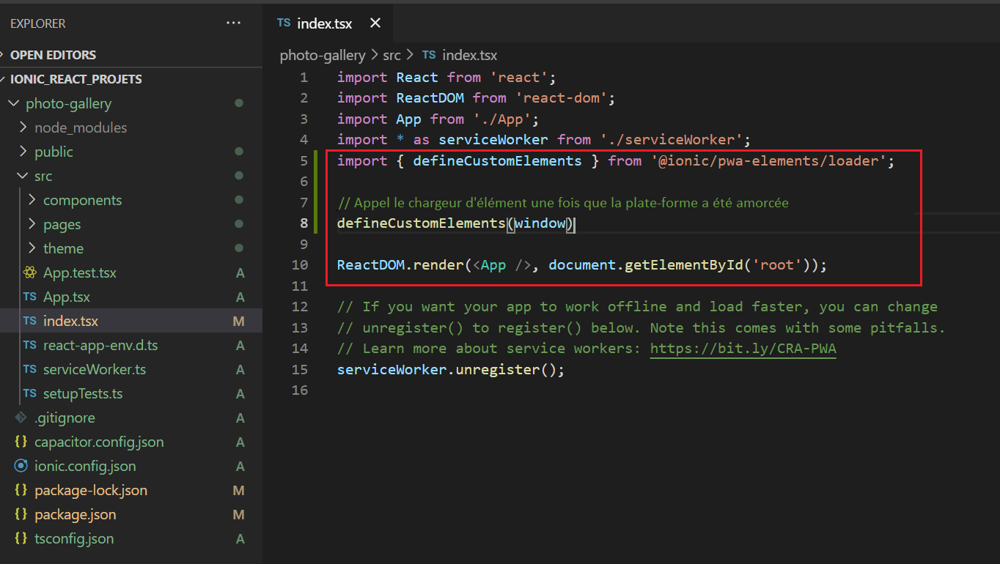 EXPLORER ...
OPEN EDITORS
IONIC_REACT_PROJETS
photo-gallery
node_modules
public
src
components
pages
theme
App.test.tsx A
TS App.tsx A
TS index.tsx M
TS react-app-env.d.ts A
TS serviceWorker.ts A
TS setupTests.ts A
.gitignore A
{} capacitor.config.json A
ionic.config.json A
{} package-lock.json M
{} package.json M
{} tsconfig.json A
TS index.tsx ×
photo-gallery > src > TS index.tsx
1 import React from 'react';
2 import ReactDOM from 'react-dom';
3 import App from './App';
4 import * as serviceWorker from './serviceWorker';
5 import { defineCustomElements } from '@ionic/pwa-elements/loader';
6
7 // Appel le chargeur d'élément une fois que la plate-forme a été amorcée
8 defineCustomElements(window)
9
10 ReactDOM.render(<App />, document.getElementById('root'));
11
12 // If you want your app to work offline and load faster, you can change
13 // unregister() to register() below. Note this comes with some pitfalls.
14 // Learn more about service workers: https://bit.ly/CRA-PWA
15 serviceWorker.unregister();
16